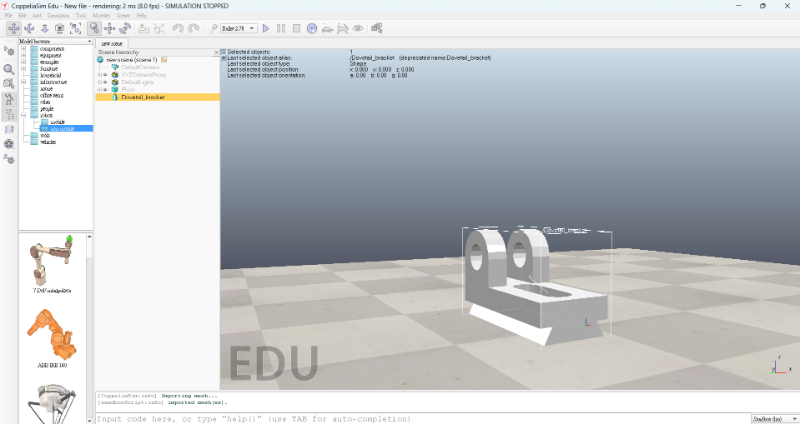 CoppeliaSim Edu - New file - rendering: 2 ms (8.0 fps) - SIMULATION STOPPED
File Edit Add Simulation Tools Modules Scenes Help
Bullet 2.78
Model browser
components
equipment
examples
furniture
household
infrastructure
nature
office items
other
people
robots
mobile
non-mobile
tools
vehicles
7 DoF manipulator
ABB IRB 140
new scene
Scene hierarchy
new scene (scene 1)
DefaultCamera
XYZCameraProxy
DefaultLights
Floor
Dovetail_bracket
Selected objects: 1
Last selected object alias: /Dovetail_bracket (deprecated name:Dovetail_bracket)
Last selected object type: Shape
Last selected object position: x: 0.000 y: 0.000 z: 0.000
Last selected object orientation: a: 0.00 b: 0.00 g: 0.00
Dovetail_bracket
EDU
z
y
x
[CoppeliaSim:info] Importing mesh...
[sandboxScript:info] imported mesh(es).
Input code here, or type "help()" (use TAB for auto-completion)
Sandbox (lua)